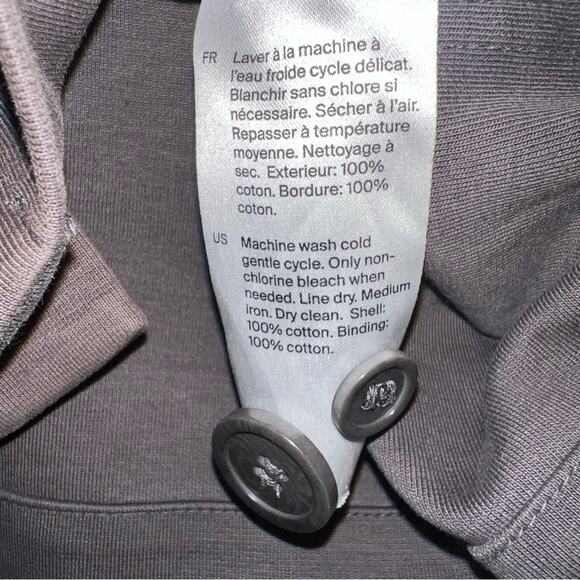 FR Laver à la machine à
l'eau froide cycle délicat.
Blanchir sans chlore si
nécessaire. Sécher à l'air.
Repasser à température
moyenne. Nettoyage à
sec. Exterieur: 100%
coton. Bordure: 100%
coton.
US Machine wash cold
gentle cycle. Only non-
chlorine bleach when
needed. Line dry. Medium
iron. Dry clean. Shell:
100% cotton. Binding:
100% cotton.